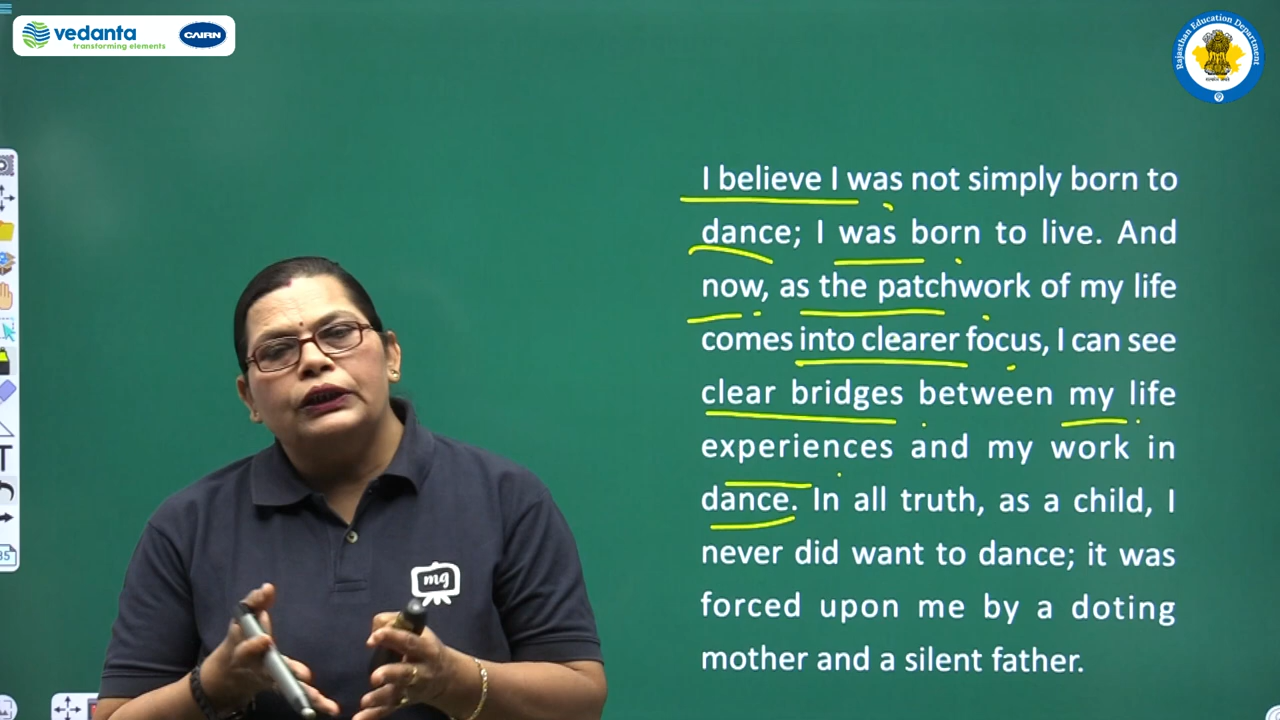 vedanta
transforming elements
CAIRN
Rajasthan Education Department
I believe I was not simply born to
dance; I was born to live. And
now, as the patchwork of my life
comes into clearer focus, I can see
clear bridges between my life
experiences and my work in
dance. In all truth, as a child, I
never did want to dance; it was
forced upon me by a doting
mother and a silent father.
mg
T